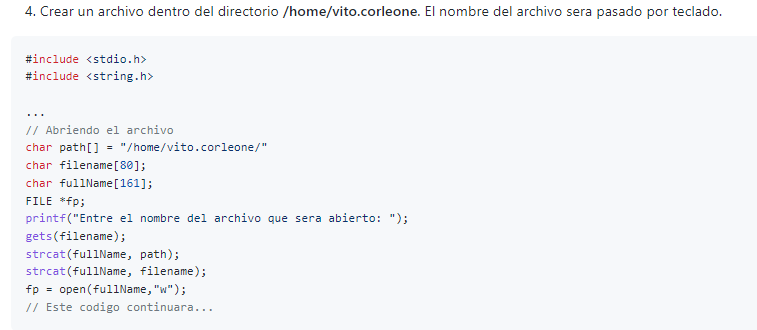 4. Crear un archivo dentro del directorio /home/vito.corleone. El nombre del archivo sera pasado por teclado.
#include <stdio.h>
#include <string.h>
...
// Abriendo el archivo
char path[] = "/home/vito.corleone/"
char filename[80];
char fullName[161];
FILE *fp;
printf("Entre el nombre del archivo que sera abierto: ");
gets(filename);
strcat(fullName, path);
strcat(fullName, filename);
fp = open(fullName,"w");
// Este codigo continuara...